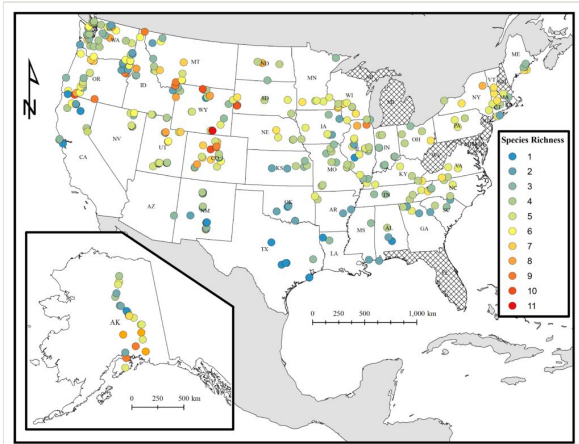 N
WA
MT
ND
MN
ME
OR
ID
WY
SD
WI
MI
VT
NY
MA
CT
NV
UT
CO
NE
IA
IN
OH
PA
CA
KS
MO
KY
VA
AZ
NM
OK
AR
TN
NC
SC
TX
LA
MS
AL
GA
Species Richness
1
2
3
4
5
6
7
8
9
10
11
0 500 1,000 km
AK
0 250 500 km